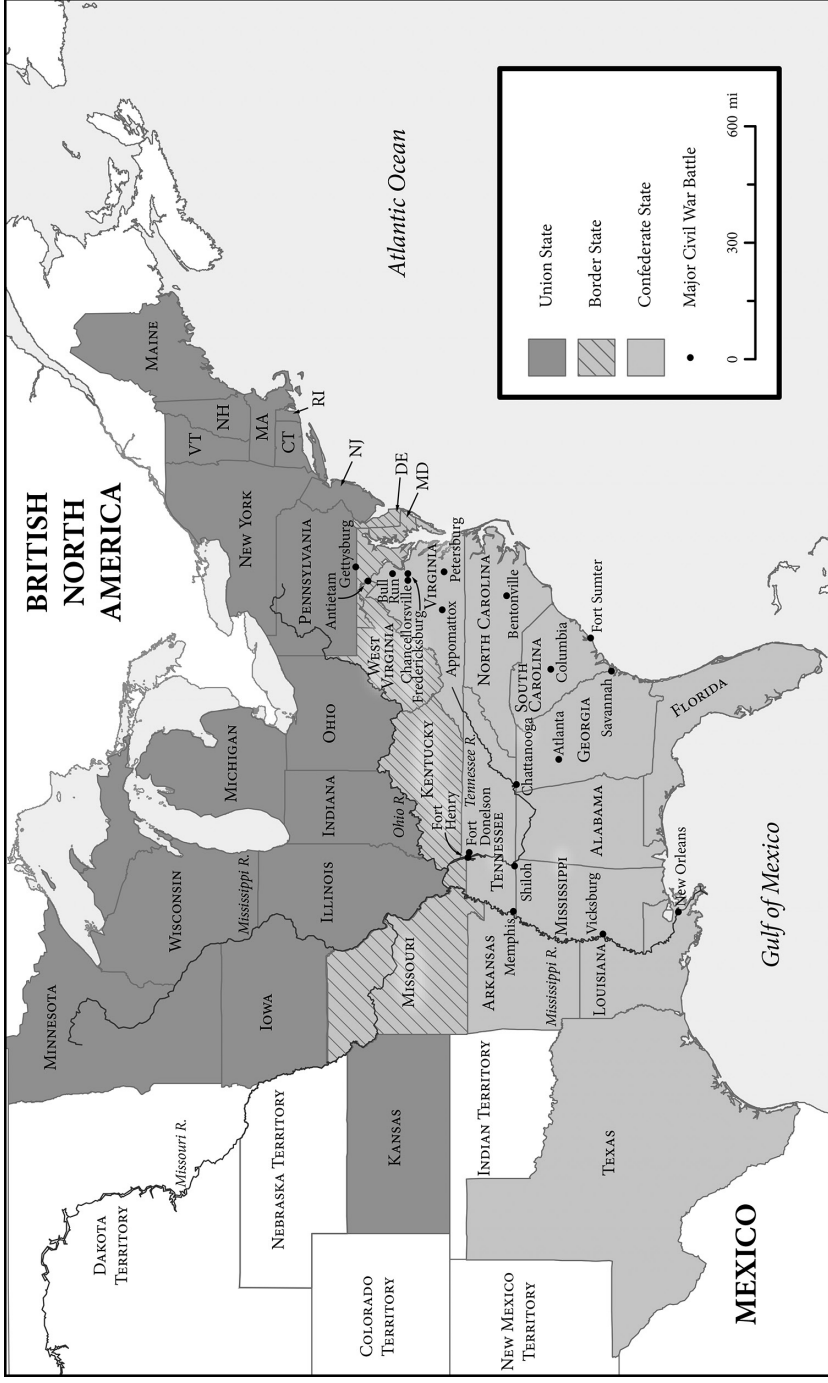 BRITISH
NORTH
AMERICA
Atlantic Ocean
MAINE
VT
NH
MA
CT
RI
NEW YORK
NJ
DE
MD
PENNSYLVANIA
Gettysburg
Antietam
Bull
Run
Chancellorsville
Fredericksburg
VIRGINIA
Petersburg
Appomattox
WEST
VIRGINIA
NORTH CAROLINA
Bentonville
SOUTH
CAROLINA
Columbia
Fort Sumter
Savannah
GEORGIA
Atlanta
FLORIDA
Chattanooga
ALABAMA
MICHIGAN
OHIO
INDIANA
ILLINOIS
WISCONSIN
Mississippi R.
Ohio R.
KENTUCKY
Tennessee R.
Fort
Henry
Fort
Donelson
TENNESSEE
Shiloh
Memphis
MISSISSIPPI
Vicksburg
New Orleans
Gulf of Mexico
MINNESOTA
IOWA
MISSOURI
ARKANSAS
Mississippi R.
LOUISIANA
Missouri R.
DAKOTA
TERRITORY
NEBRASKA TERRITORY
KANSAS
INDIAN TERRITORY
TEXAS
COLORADO
TERRITORY
NEW MEXICO
TERRITORY
MEXICO
Union State
Border State
Confederate State
Major Civil War Battle
0 300 600 mi